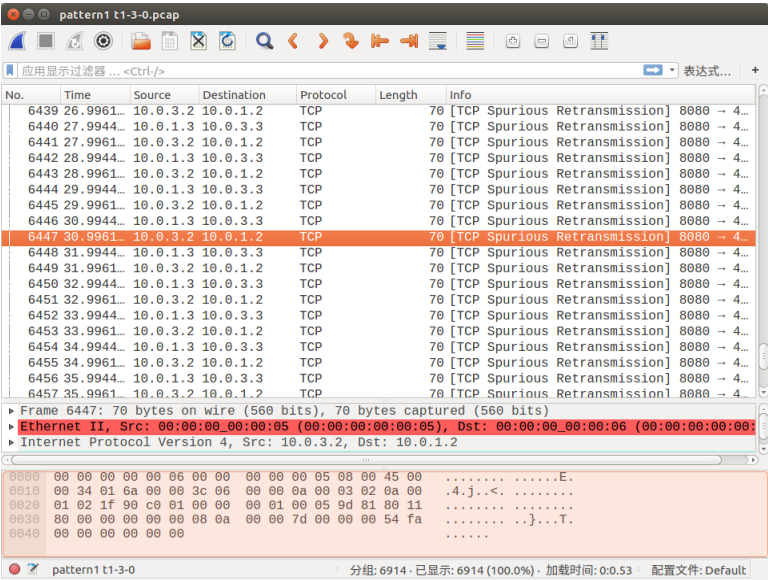 pattern1 t1-3-0.pcap
应用显示过滤器 … <Ctrl-/>
表达式… +
No. Time Source Destination Protocol Length Info
6439 26.9961… 10.0.3.2 10.0.1.2 TCP 70 [TCP Spurious Retransmission] 8080 → 4…
6440 27.9944… 10.0.1.3 10.0.3.3 TCP 70 [TCP Spurious Retransmission] 8080 → 4…
6441 27.9961… 10.0.3.2 10.0.1.2 TCP 70 [TCP Spurious Retransmission] 8080 → 4…
6442 28.9944… 10.0.1.3 10.0.3.3 TCP 70 [TCP Spurious Retransmission] 8080 → 4…
6443 28.9961… 10.0.3.2 10.0.1.2 TCP 70 [TCP Spurious Retransmission] 8080 → 4…
6444 29.9944… 10.0.1.3 10.0.3.3 TCP 70 [TCP Spurious Retransmission] 8080 → 4…
6445 29.9961… 10.0.3.2 10.0.1.2 TCP 70 [TCP Spurious Retransmission] 8080 → 4…
6446 30.9944… 10.0.1.3 10.0.3.3 TCP 70 [TCP Spurious Retransmission] 8080 → 4…
6447 30.9961… 10.0.3.2 10.0.1.2 TCP 70 [TCP Spurious Retransmission] 8080 → 4…
6448 31.9944… 10.0.1.3 10.0.3.3 TCP 70 [TCP Spurious Retransmission] 8080 → 4…
6449 31.9961… 10.0.3.2 10.0.1.2 TCP 70 [TCP Spurious Retransmission] 8080 → 4…
6450 32.9944… 10.0.1.3 10.0.3.3 TCP 70 [TCP Spurious Retransmission] 8080 → 4…
6451 32.9961… 10.0.3.2 10.0.1.2 TCP 70 [TCP Spurious Retransmission] 8080 → 4…
6452 33.9944… 10.0.1.3 10.0.3.3 TCP 70 [TCP Spurious Retransmission] 8080 → 4…
6453 33.9961… 10.0.3.2 10.0.1.2 TCP 70 [TCP Spurious Retransmission] 8080 → 4…
6454 34.9944… 10.0.1.3 10.0.3.3 TCP 70 [TCP Spurious Retransmission] 8080 → 4…
6455 34.9961… 10.0.3.2 10.0.1.2 TCP 70 [TCP Spurious Retransmission] 8080 → 4…
6456 35.9944… 10.0.1.3 10.0.3.3 TCP 70 [TCP Spurious Retransmission] 8080 → 4…
6457 35.9961… 10.0.3.2 10.0.1.2 TCP 70 [TCP Spurious Retransmission] 8080 → 4…
Frame 6447: 70 bytes on wire (560 bits), 70 bytes captured (560 bits)
Ethernet II, Src: 00:00:00_00:00:05 (00:00:00:00:00:05), Dst: 00:00:00_00:00:06 (00:00:00:00:00:
Internet Protocol Version 4, Src: 10.0.3.2, Dst: 10.0.1.2
0000 00 00 00 00 00 06 00 00 00 00 00 05 08 00 45 00 ........ ......E.
0010 00 34 01 6a 00 00 3c 06 00 00 0a 00 03 02 0a 00 .4.j..<. ........
0020 01 02 1f 90 c0 01 00 00 00 01 00 05 9d 81 80 11 ........ ........
0030 80 00 00 00 00 00 08 0a 00 00 7d 00 00 00 54 fa ........ ..}...T.
0040 00 00 00 00 00 00 ......
pattern1 t1-3-0 分组: 6914 · 已显示: 6914 (100.0%) · 加载时间: 0:0.53 配置文件: Default